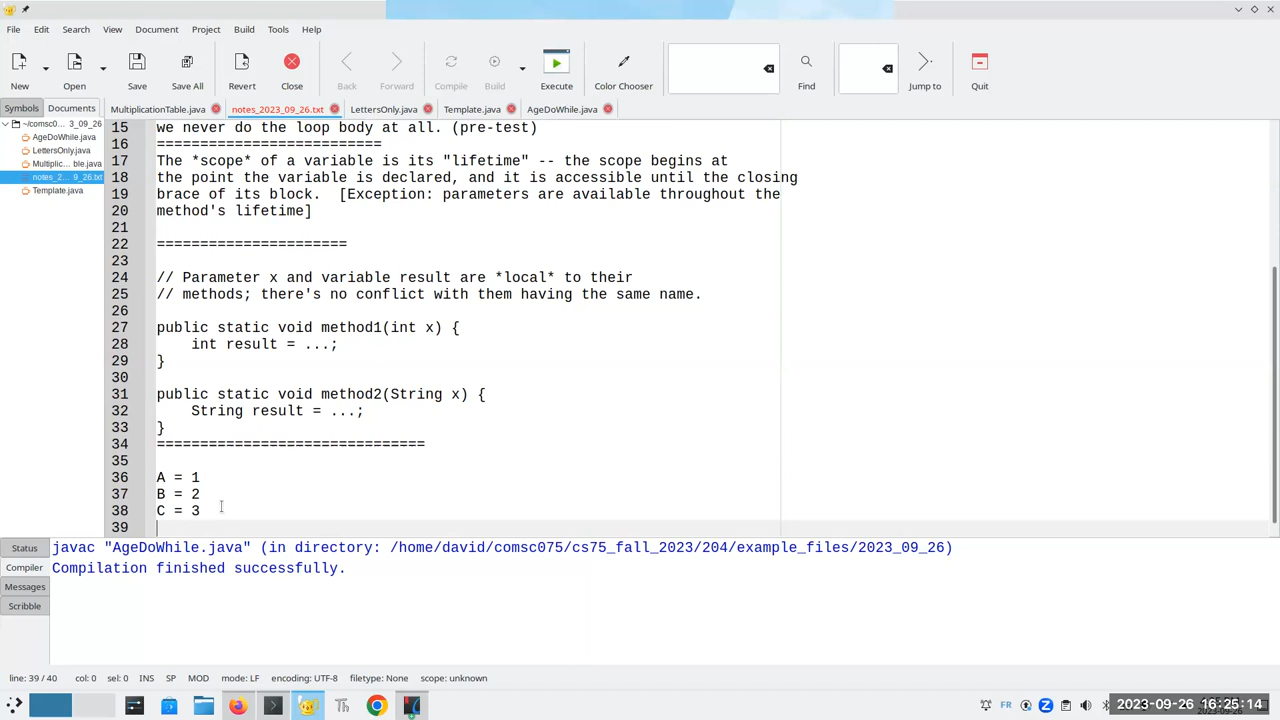 File Edit Search View Document Project Build Tools Help
New Open Save Save All Revert Close Back Forward Compile Build Execute Color Chooser Find Jump to Quit
Symbols Documents MultiplicationTable.java notes_2023_09_26.txt LettersOnly.java Template.java AgeDoWhile.java
~/comsc0... 3_09_26
AgeDoWhile.java
LettersOnly.java
Multiplic... ble.java
notes_2... 9_26.txt
Template.java
15 we never do the loop body at all. (pre-test)
16 ==========================
17 The *scope* of a variable is its "lifetime" -- the scope begins at
18 the point the variable is declared, and it is accessible until the closing
19 brace of its block.  [Exception: parameters are available throughout the
20 method's lifetime]
21
22 ======================
23
24 // Parameter x and variable result are *local* to their
25 // methods; there's no conflict with them having the same name.
26
27 public static void method1(int x) {
28     int result = ...;
29 }
30
31 public static void method2(String x) {
32     String result = ...;
33 }
34 ===============================
35
36 A = 1
37 B = 2
38 C = 3
39
Status
Compiler
Messages
Scribble
javac "AgeDoWhile.java" (in directory: /home/david/comsc075/cs75_fall_2023/204/example_files/2023_09_26)
Compilation finished successfully.
line: 39 / 40 col: 0 sel: 0 INS SP MOD mode: LF encoding: UTF-8 filetype: None scope: unknown
FR 2023-09-26 16:25:14